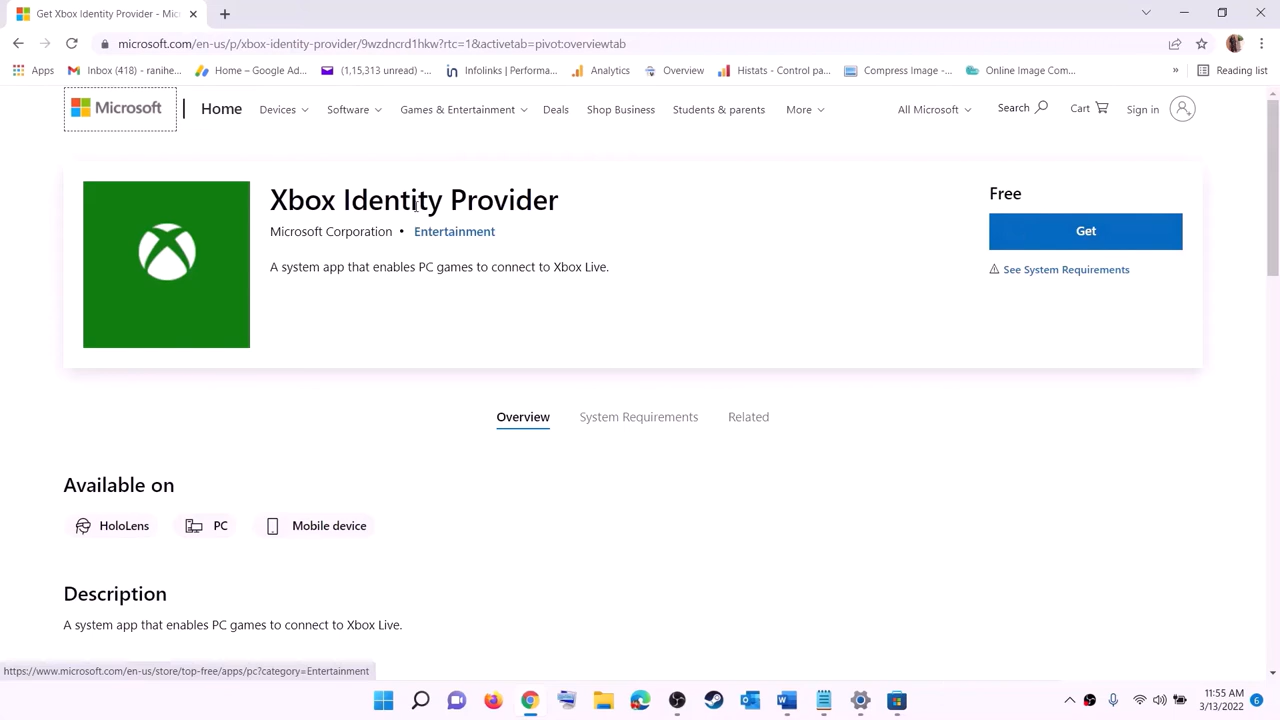 Get Xbox Identity Provider - Mic
microsoft.com/en-us/p/xbox-identity-provider/9wzdncrd1hkw?rtc=1&activetab=pivot:overviewtab
Apps Inbox (418) - ranihe... Home – Google Ad... (1,15,313 unread) -... Infolinks | Performa... Analytics Overview Histats - Control pa... Compress Image -... Online Image Com... » Reading list
Microsoft Home Devices Software Games & Entertainment Deals Shop Business Students & parents More All Microsoft Search Cart Sign in
Xbox Identity Provider
Microsoft Corporation • Entertainment
A system app that enables PC games to connect to Xbox Live.
Free
Get
See System Requirements
Overview System Requirements Related
Available on
HoloLens PC Mobile device
Description
A system app that enables PC games to connect to Xbox Live.
https://www.microsoft.com/en-us/store/top-free/apps/pc?category=Entertainment
11:55 AM
3/13/2022
6